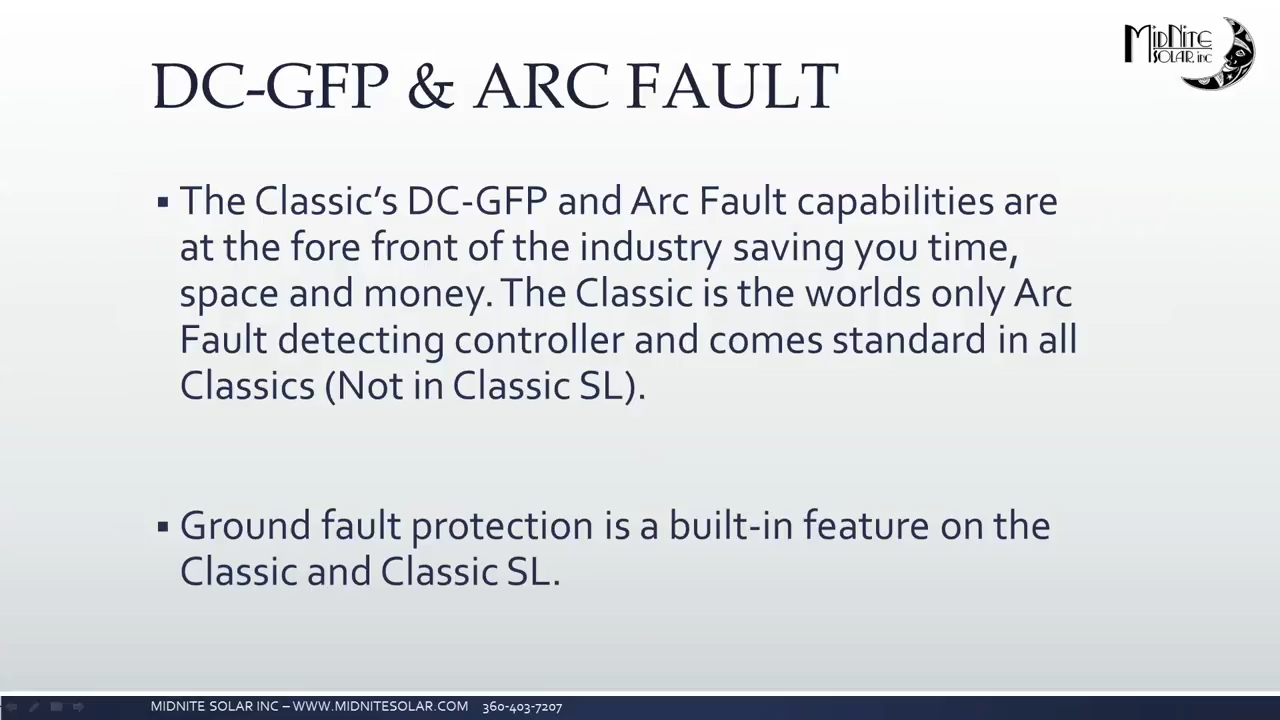 MIDNITE
SOLAR INC
DC-GFP & ARC FAULT
▪ The Classic’s DC-GFP and Arc Fault capabilities are
at the fore front of the industry saving you time,
space and money. The Classic is the worlds only Arc
Fault detecting controller and comes standard in all
Classics (Not in Classic SL).
▪ Ground fault protection is a built-in feature on the
Classic and Classic SL.
MIDNITE SOLAR INC – WWW.MIDNITESOLAR.COM 360-403-7207